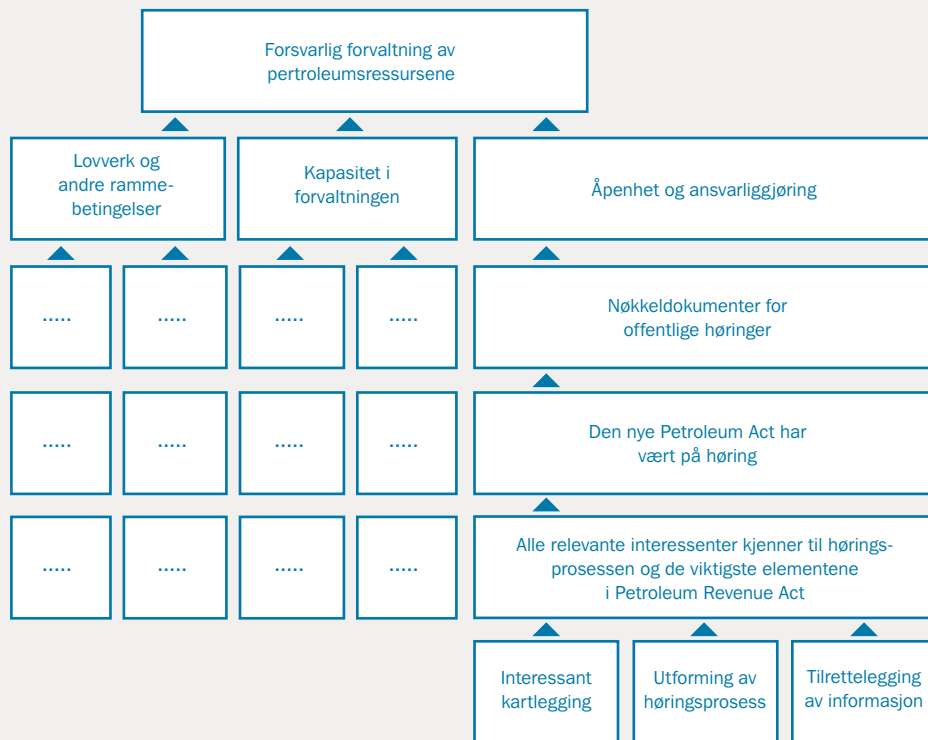 Forsvarlig forvaltning av
pertroleumsressursene
Lovverk og
andre ramme-
betingelser
Kapasitet i
forvaltningen
Åpenhet og ansvarliggjøring
.....
.....
.....
.....
Nøkkeldokumenter for
offentlige høringer
.....
.....
.....
.....
Den nye Petroleum Act har
vært på høring
.....
.....
.....
.....
Alle relevante interessenter kjenner til hørings-
prosessen og de viktigste elementene
i Petroleum Revenue Act
Interessant
kartlegging
Utforming av
høringsprosess
Tilrettelegging
av informasjon